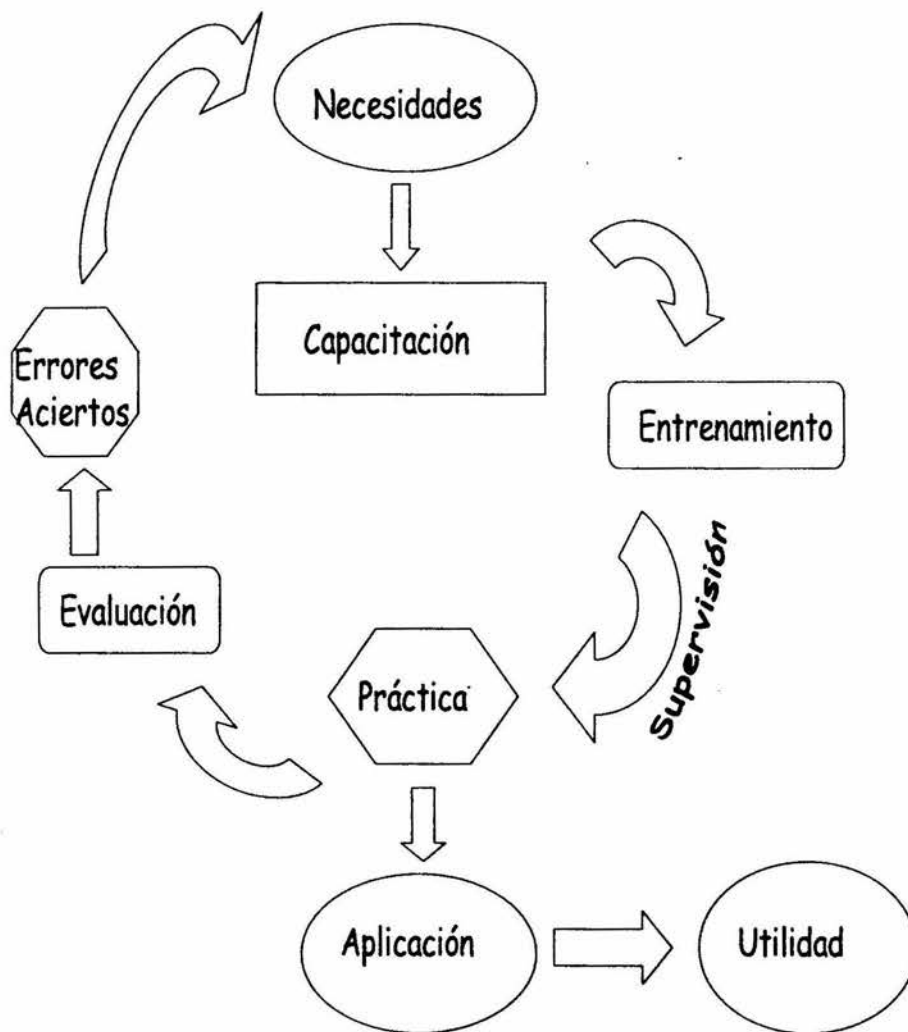 Necesidades
Capacitación
Entrenamiento
Supervisión
Práctica
Aplicación
Utilidad
Evaluación
Errores
Aciertos